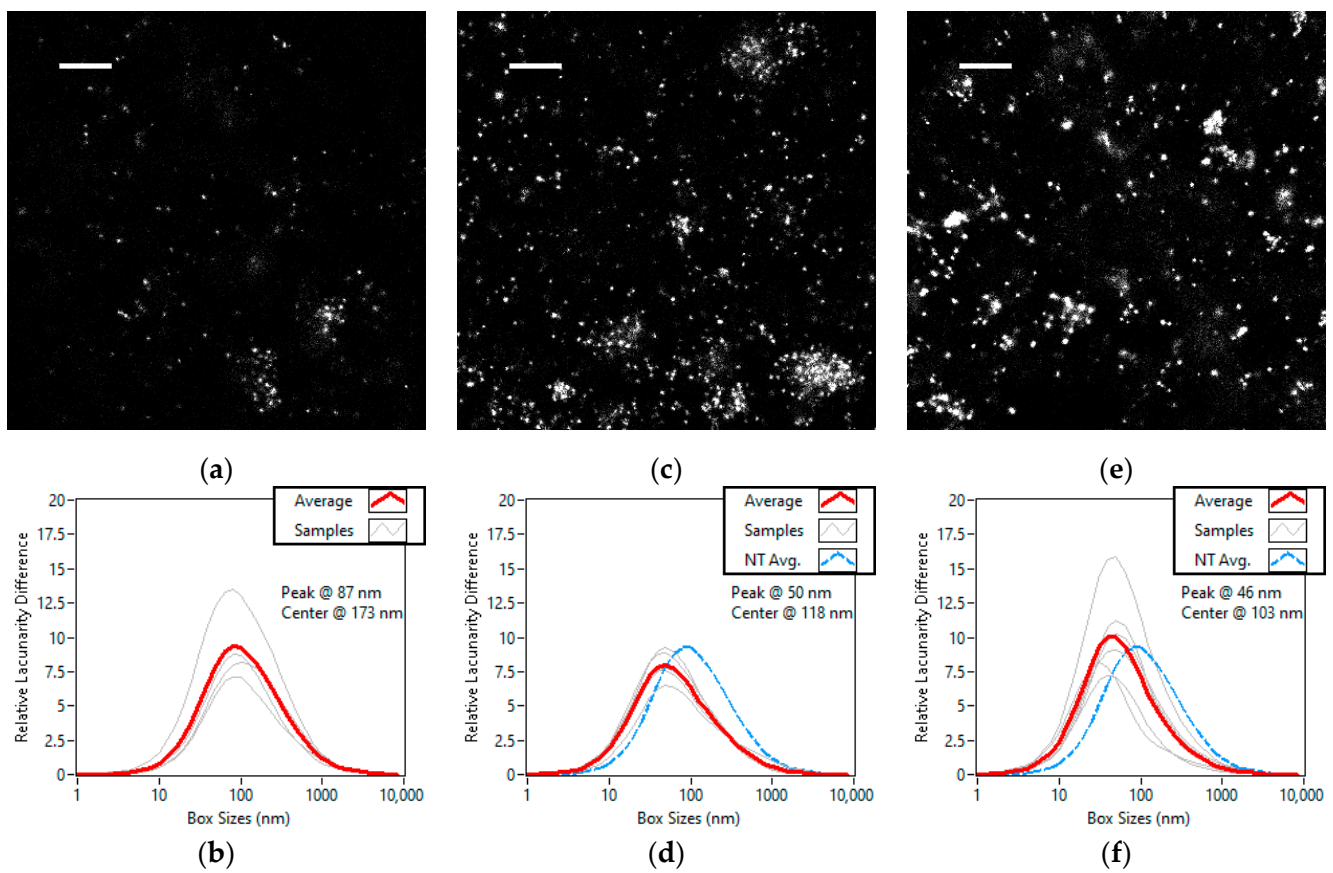 (a)
(c)
(e)
Average
Samples
20
17.5
15
12.5
10
7.5
5
2.5
0
Relative Lacunarity Difference
Peak @ 87 nm
Center @ 173 nm
1
10
100
1000
10,000
Box Sizes (nm)
(b)
Average
Samples
NT Avg.
20
17.5
15
12.5
10
7.5
5
2.5
0
Relative Lacunarity Difference
Peak @ 50 nm
Center @ 118 nm
1
10
100
1000
10,000
Box Sizes (nm)
(d)
Average
Samples
NT Avg.
20
17.5
15
12.5
10
7.5
5
2.5
0
Relative Lacunarity Difference
Peak @ 46 nm
Center @ 103 nm
1
10
100
1000
10,000
Box Sizes (nm)
(f)